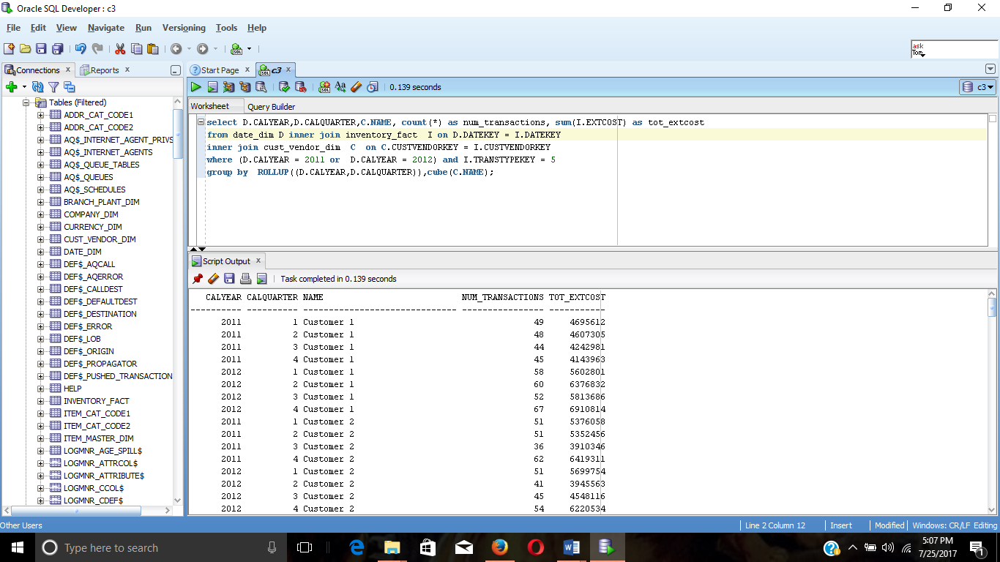 Oracle SQL Developer : c3
File Edit View Navigate Run Versioning Tools Help
ask
Tom
Connections x Reports x
Start Page x c3 x
0.139 seconds
c3
Worksheet Query Builder
select D.CALYEAR,D.CALQUARTER,C.NAME, count(*) as num_transactions, sum(I.EXTCOST) as tot_extcost
from date_dim D inner join inventory_fact  I on D.DATEKEY = I.DATEKEY
inner join cust_vendor_dim  C  on C.CUSTVENDORKEY = I.CUSTVENDORKEY
where (D.CALYEAR = 2011 or  D.CALYEAR = 2012) and I.TRANSTYPEKEY = 5
group by  ROLLUP((D.CALYEAR,D.CALQUARTER)),cube(C.NAME);
Tables (Filtered)
ADDR_CAT_CODE1
ADDR_CAT_CODE2
AQ$_INTERNET_AGENT_PRIVS
AQ$_INTERNET_AGENTS
AQ$_QUEUE_TABLES
AQ$_QUEUES
AQ$_SCHEDULES
BRANCH_PLANT_DIM
COMPANY_DIM
CURRENCY_DIM
CUST_VENDOR_DIM
DATE_DIM
DEF$_AQCALL
DEF$_AQERROR
DEF$_CALLDEST
DEF$_DEFAULTDEST
DEF$_DESTINATION
DEF$_ERROR
DEF$_LOB
DEF$_ORIGIN
DEF$_PROPAGATOR
DEF$_PUSHED_TRANSACTION
HELP
INVENTORY_FACT
ITEM_CAT_CODE1
ITEM_CAT_CODE2
ITEM_MASTER_DIM
LOGMNR_AGE_SPILL$
LOGMNR_ATTRCOL$
LOGMNR_ATTRIBUTE$
LOGMNR_CCOL$
LOGMNR_CDEF$
Script Output x
Task completed in 0.139 seconds
CALYEAR CALQUARTER NAME NUM_TRANSACTIONS TOT_EXTCOST
---------- ---------- ------------------------------ ---------------- -----------
2011 1 Customer 1 49 4695612
2011 2 Customer 1 48 4607305
2011 3 Customer 1 44 4242981
2011 4 Customer 1 45 4143963
2012 1 Customer 1 58 5602801
2012 2 Customer 1 60 6376832
2012 3 Customer 1 52 5813686
2012 4 Customer 1 67 6910814
2011 1 Customer 2 51 5376058
2011 2 Customer 2 51 5352456
2011 3 Customer 2 36 3910346
2011 4 Customer 2 62 6419311
2012 1 Customer 2 51 5699754
2012 2 Customer 2 41 3945563
2012 3 Customer 2 45 4548116
2012 4 Customer 2 54 6220534
Other Users
Line 2 Column 12 Insert Modified Windows: CR/LF Editing
Type here to search
5:07 PM
7/25/2017
1